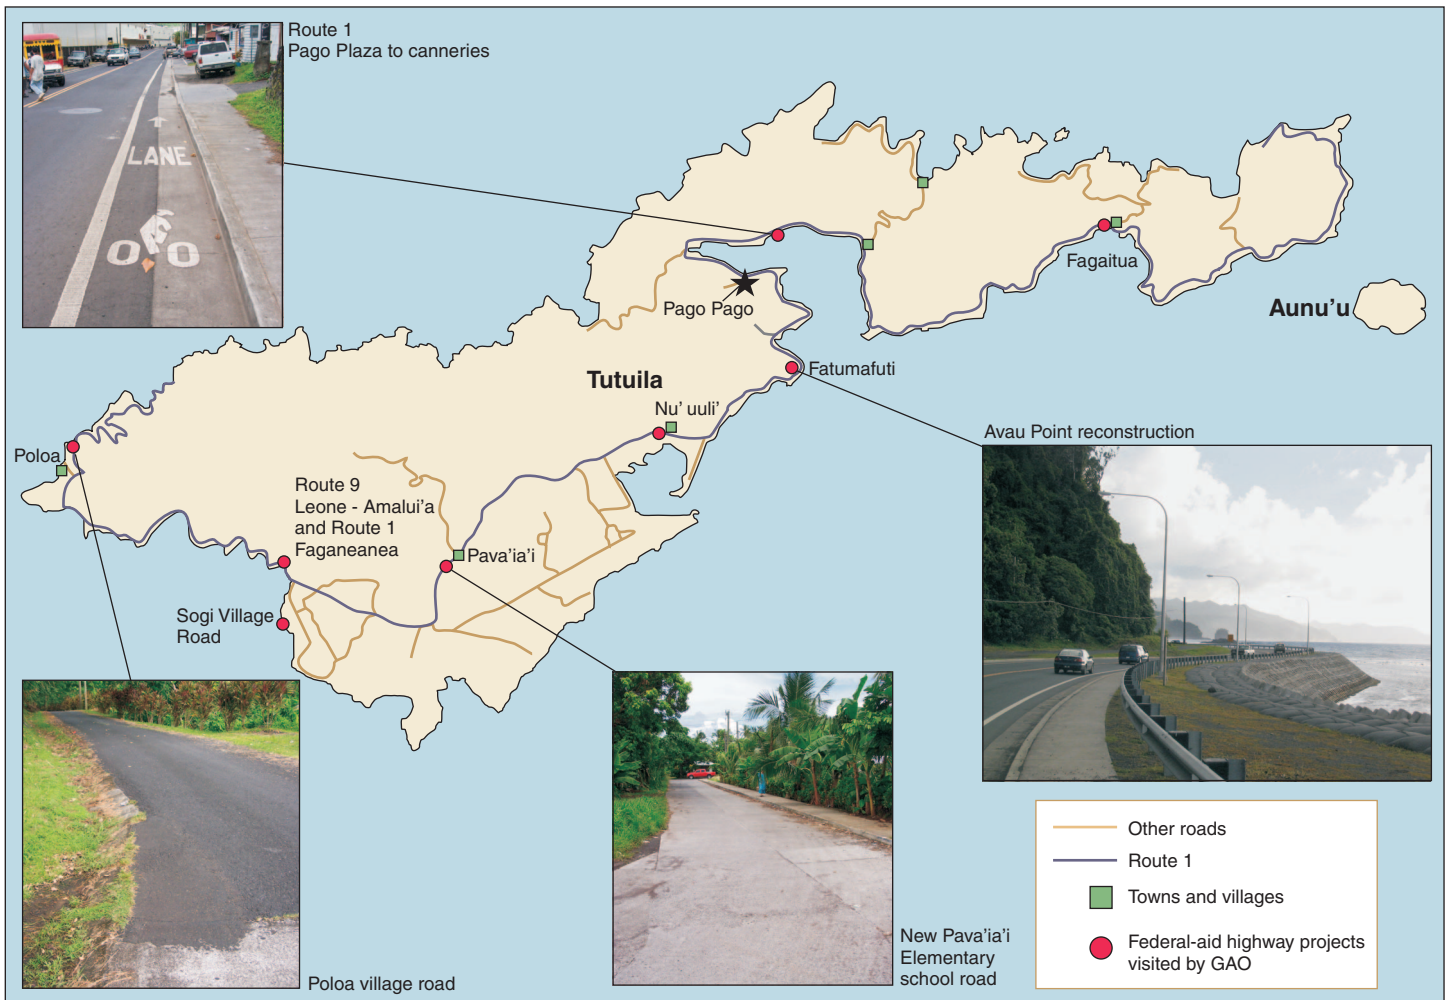 Route 1
Pago Plaza to canneries
LANE
Fagaitua
Aunu'u
Pago Pago
Fatumafuti
Tutuila
Nu' uuli'
Avau Point reconstruction
Poloa
Route 9
Leone - Amalui'a
and Route 1
Faganeanea
Pava'ia'i
Sogi Village
Road
Other roads
Route 1
Towns and villages
Federal-aid highway projects
visited by GAO
New Pava'ia'i
Elementary
school road
Poloa village road